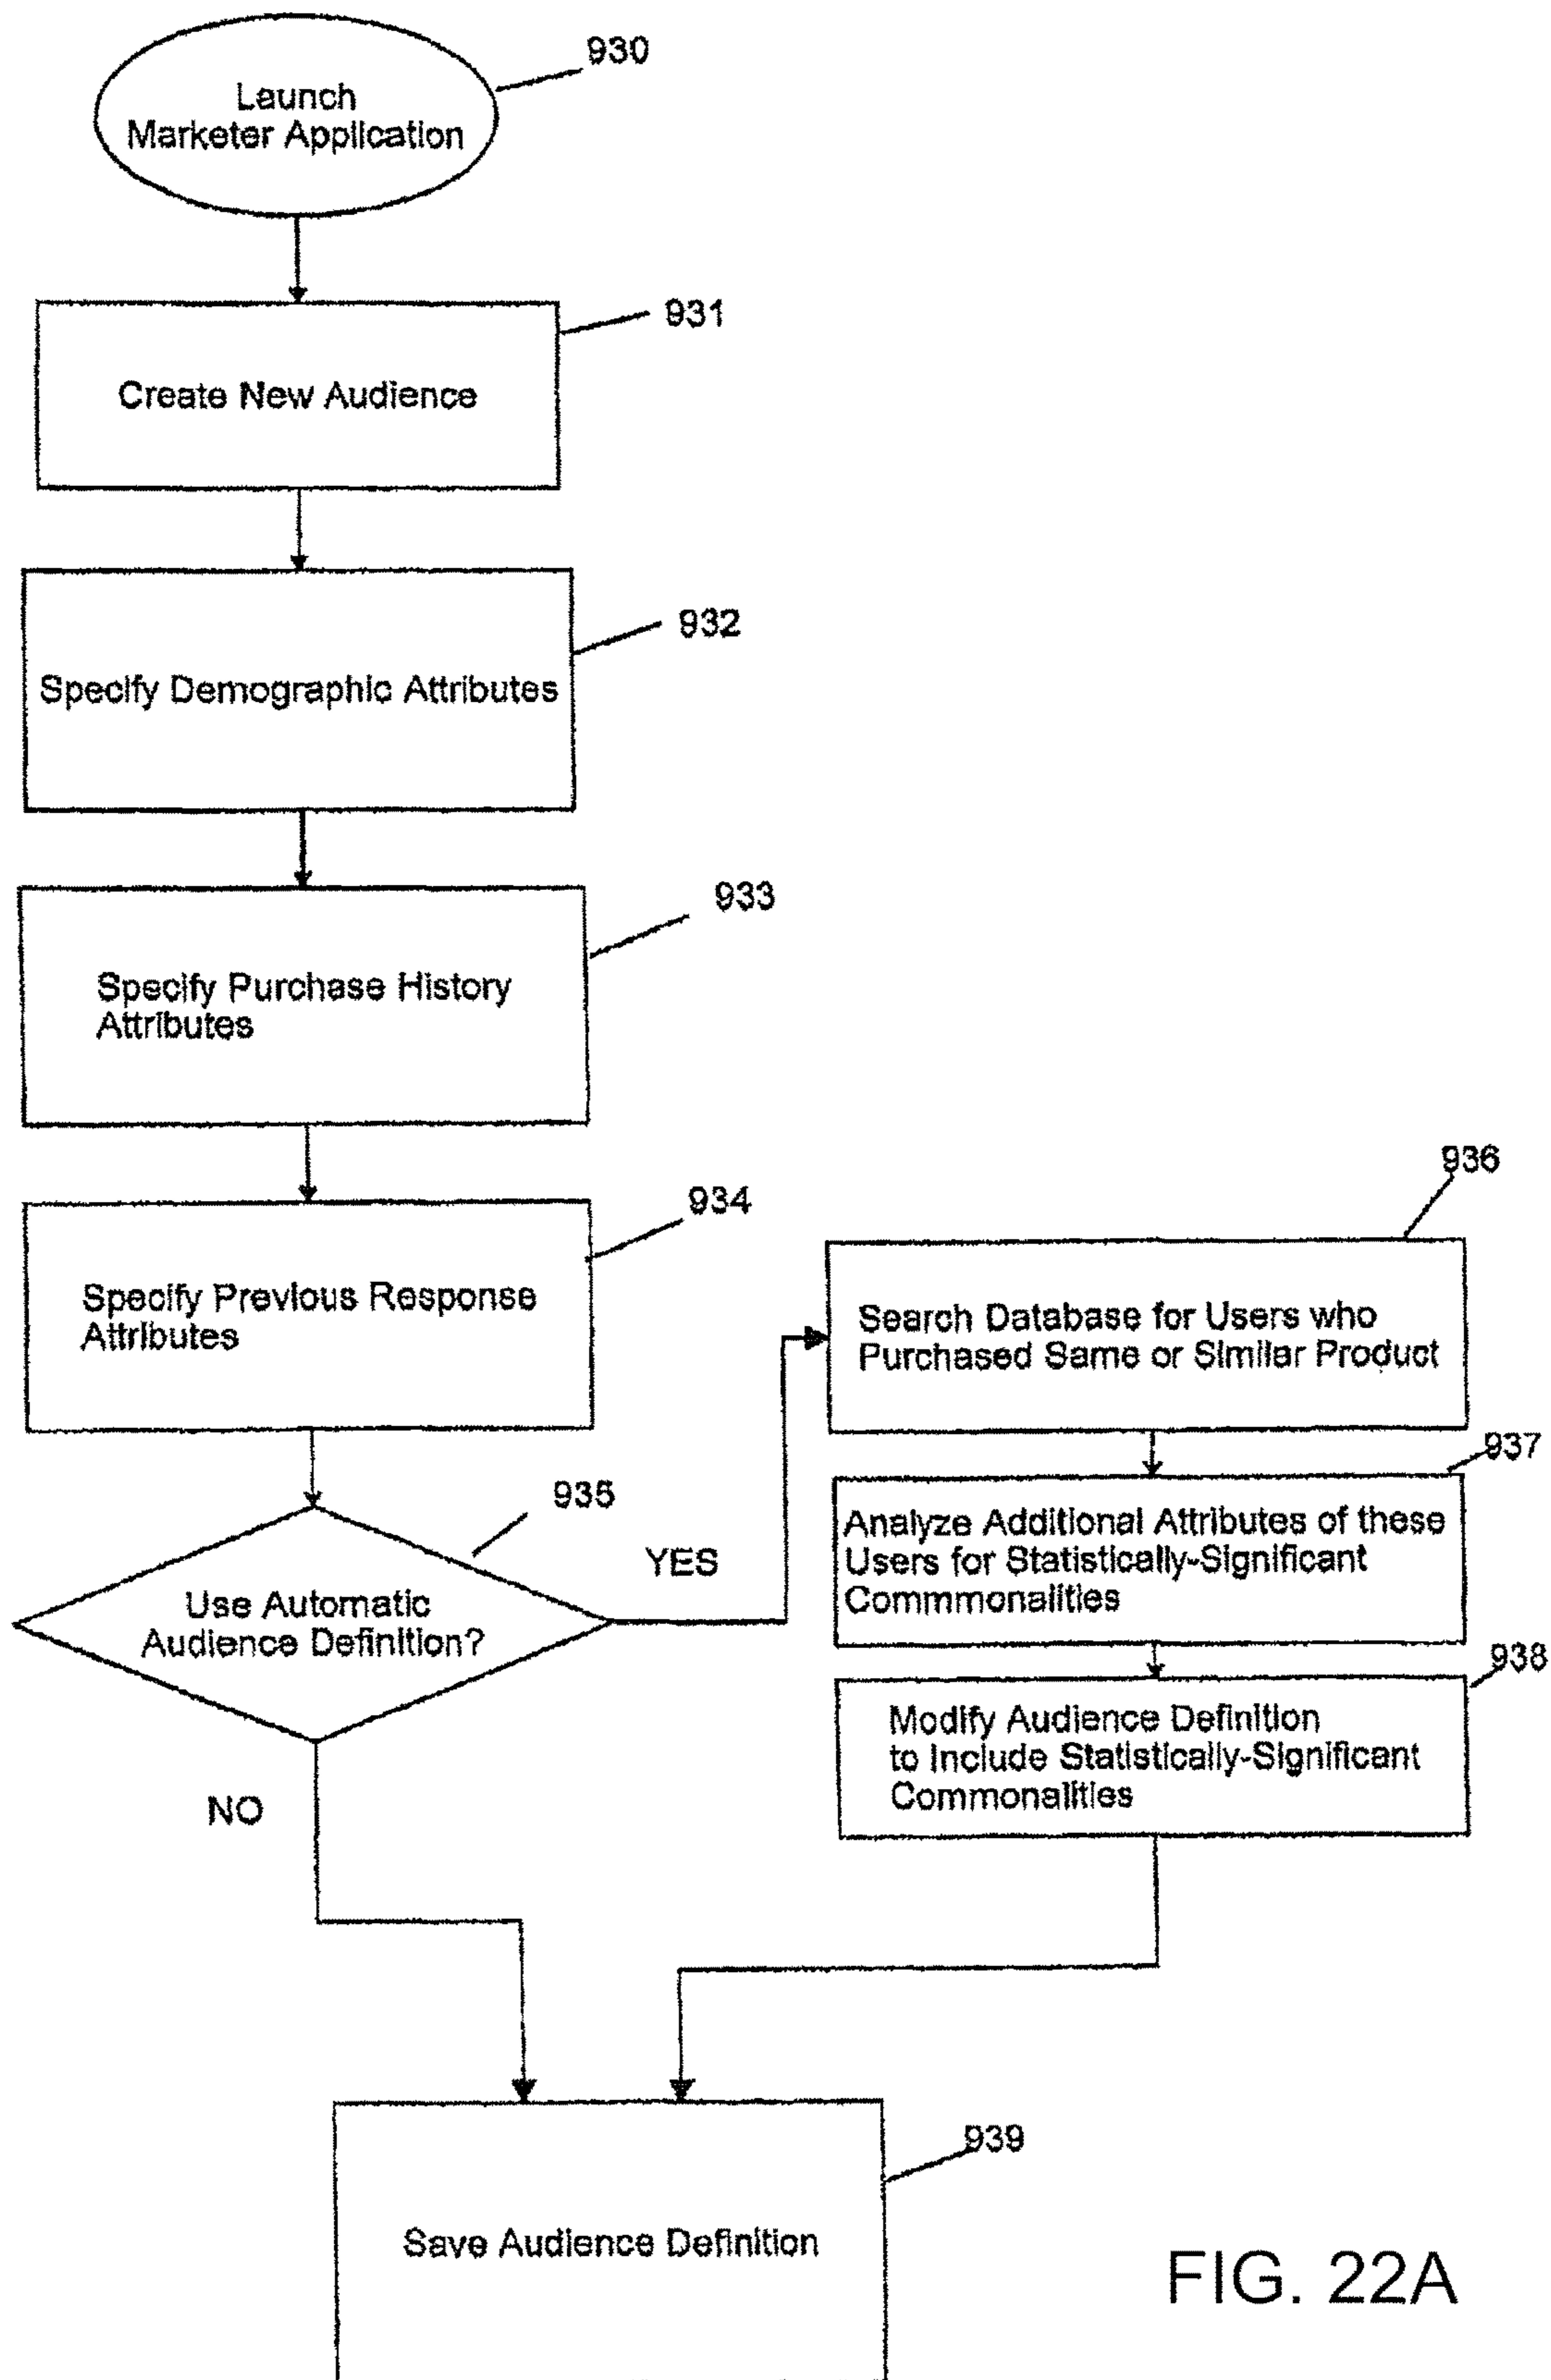 930
Launch
Marketer Application
931
Create New Audience
932
Specify Demographic Attributes
933
Specify Purchase History
Attributes
934
Specify Previous Response
Attributes
935
Use Automatic
Audience Definition?
YES
NO
936
Search Database for Users who
Purchased Same or Similar Product
937
Analyze Additional Attributes of these
Users for Statistically-Significant
Commmonalities
938
Modify Audience Definition
to Include Statistically-Significant
Commonalities
939
Save Audience Definition
FIG. 22A